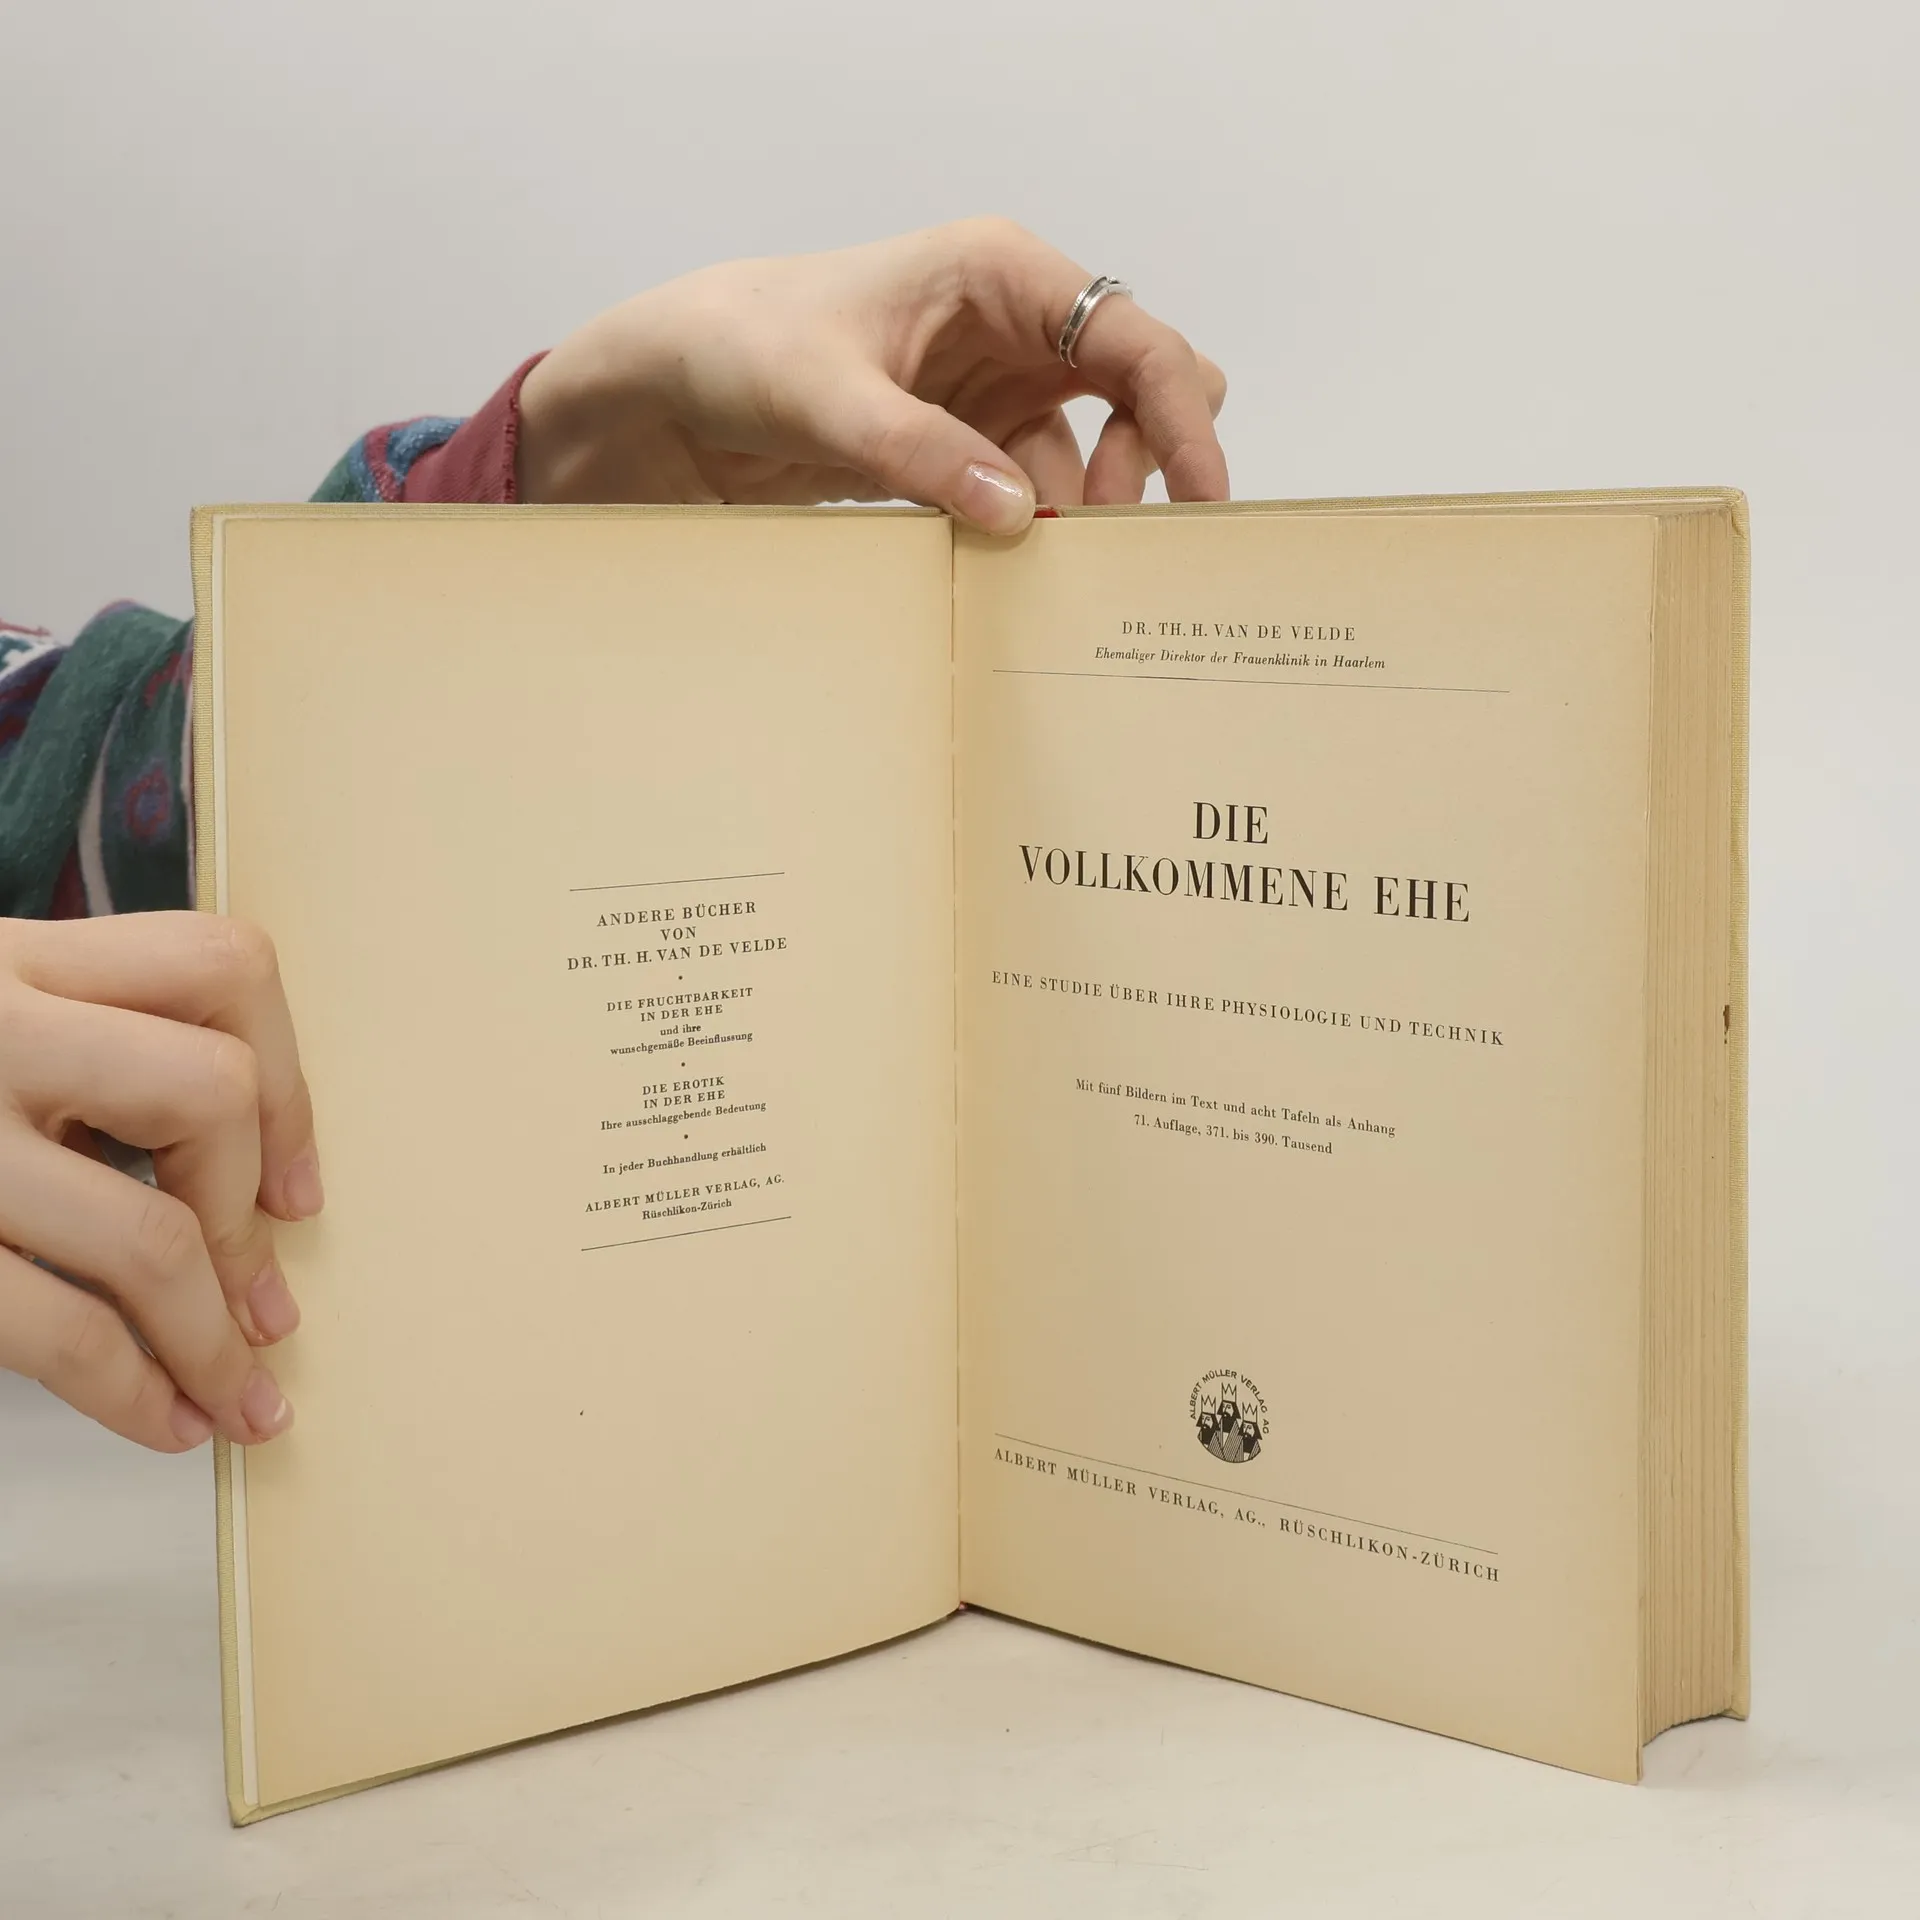 ANDERE BÜCHER
VON
DR. TH. H. VAN DE VELDE
•
DIE FRUCHTBARKEIT
IN DER EHE
und ihre
wunschgemäße Beeinflussung
•
DIE EROTIK
IN DER EHE
Ihre ausschlaggebende Bedeutung
•
In jeder Buchhandlung erhältlich
ALBERT MÜLLER VERLAG, AG.
Rüschlikon-Zürich
DR. TH. H. VAN DE VELDE
Ehemaliger Direktor der Frauenklinik in Haarlem
DIE
VOLLKOMMENE EHE
EINE STUDIE ÜBER IHRE PHYSIOLOGIE UND TECHNIK
Mit fünf Bildern im Text und acht Tafeln als Anhang
71. Auflage, 371. bis 390. Tausend
ALBERT MÜLLER VERLAG AG
ALBERT MÜLLER VERLAG, AG., RÜSCHLIKON-ZÜRICH